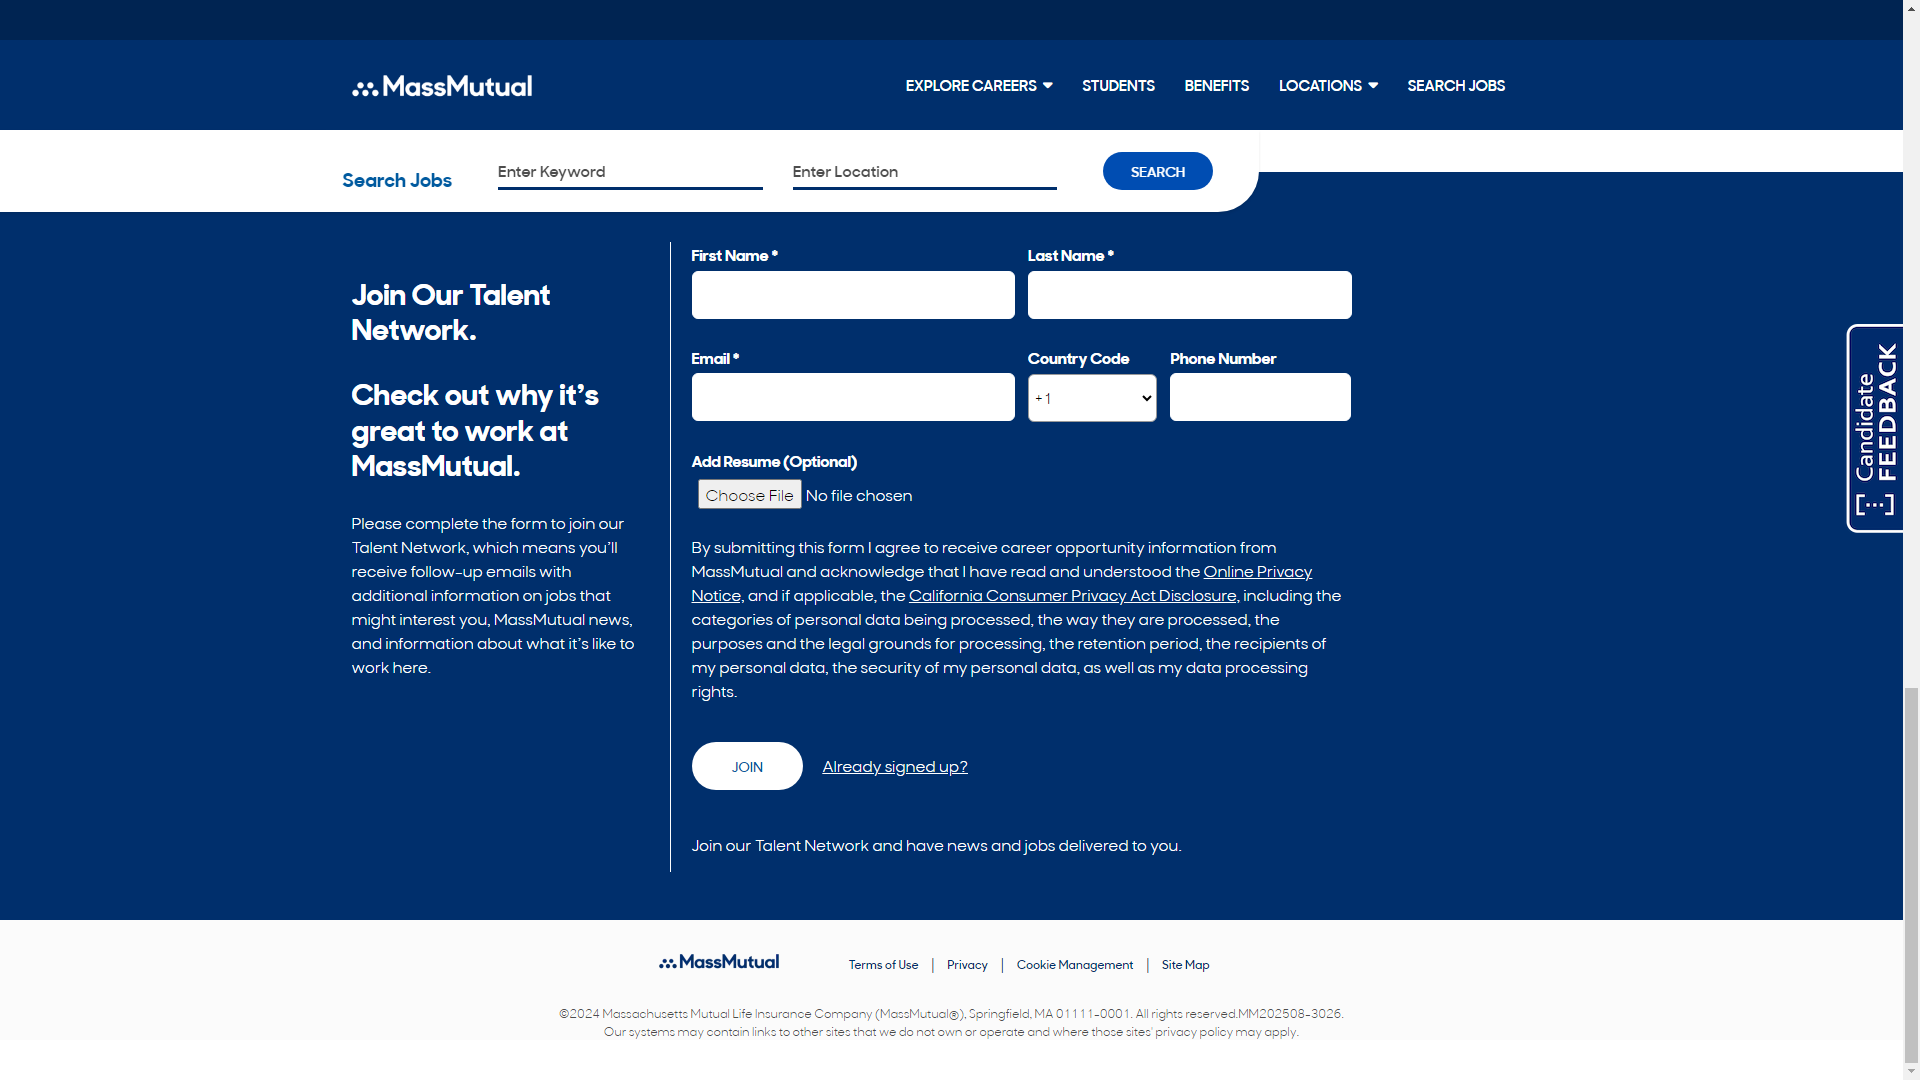 MassMutual
EXPLORE CAREERS
STUDENTS
BENEFITS
LOCATIONS
SEARCH JOBS
Search Jobs
Enter Keyword
Enter Location
SEARCH
Join Our Talent
Network.
Check out why it’s
great to work at
MassMutual.
Please complete the form to join our
Talent Network, which means you’ll
receive follow-up emails with
additional information on jobs that
might interest you, MassMutual news,
and information about what it’s like to
work here.
First Name *
Last Name *
Email *
Country Code
Phone Number
+1
Add Resume (Optional)
Choose File No file chosen
By submitting this form I agree to receive career opportunity information from
MassMutual and acknowledge that I have read and understood the Online Privacy
Notice, and if applicable, the California Consumer Privacy Act Disclosure, including the
categories of personal data being processed, the way they are processed, the
purposes and the legal grounds for processing, the retention period, the recipients of
my personal data, the security of my personal data, as well as my data processing
rights.
JOIN
Already signed up?
Join our Talent Network and have news and jobs delivered to you.
Candidate
FEEDBACK
MassMutual
Terms of Use | Privacy | Cookie Management | Site Map
©2024 Massachusetts Mutual Life Insurance Company (MassMutual®), Springfield, MA 01111-0001. All rights reserved.MM202508-3026.
Our systems may contain links to other sites that we do not own or operate and where those sites' privacy policy may apply.